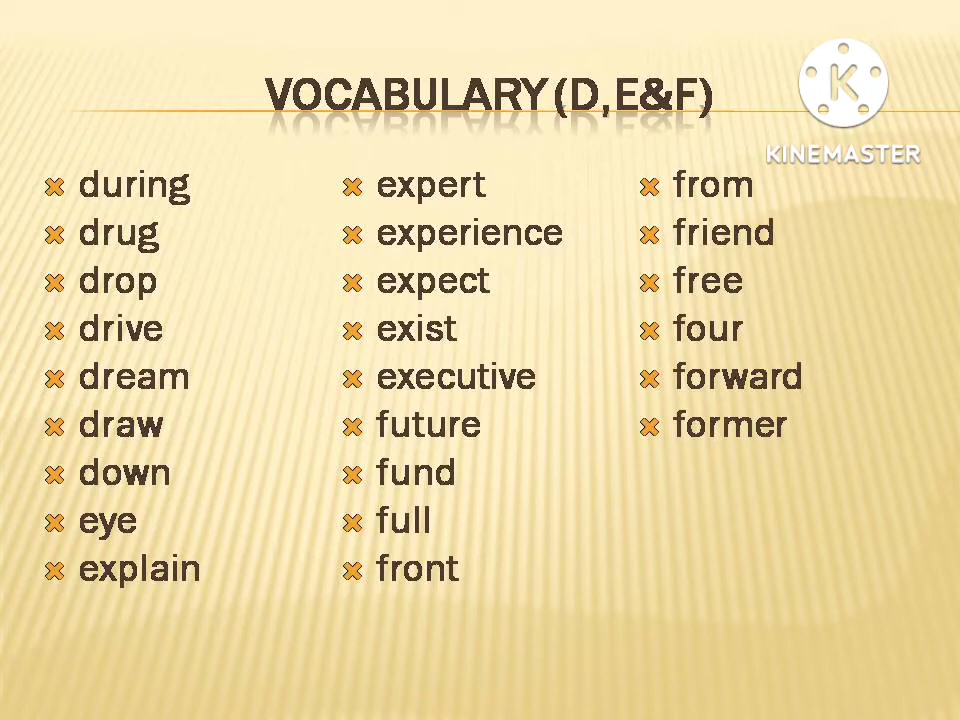 VOCABULARY (D,E&F)
K
KINEMASTER
during
drug
drop
drive
dream
draw
down
eye
explain
expert
experience
expect
exist
executive
future
fund
full
front
from
friend
free
four
forward
former